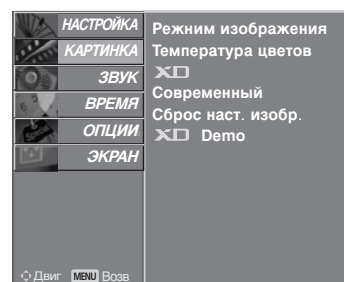 НАСТРОЙКА
КАРТИНКА
ЗВУК
ВРЕМЯ
ОПЦИИ
ЭКРАН
Режним изображения
Температура цветов
XD
Современный
Сброс наст. изобр.
XD Demo
Двиг MENU Возв